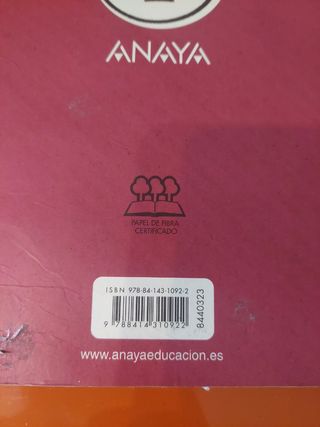 ANAYA
PAPEL DE FIBRA
CERTIFICADO
ISBN 978-84-143-1092-2
9 788414 310922
8440323
www.anayaeducacion.es